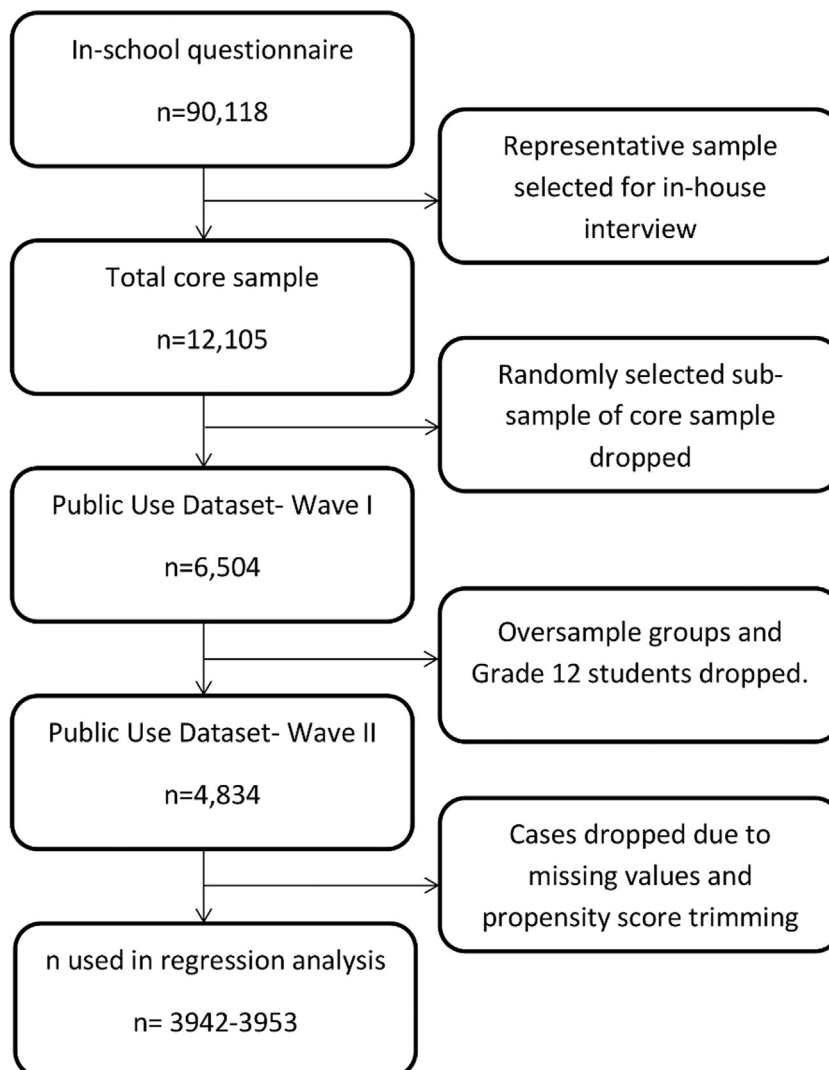 In-school questionnaire
n=90,118
Representative sample
selected for in-house
interview
Total core sample
n=12,105
Randomly selected sub-
sample of core sample
dropped
Public Use Dataset- Wave I
n=6,504
Oversample groups and
Grade 12 students dropped.
Public Use Dataset- Wave II
n=4,834
Cases dropped due to
missing values and
propensity score trimming
n used in regression analysis
n= 3942-3953